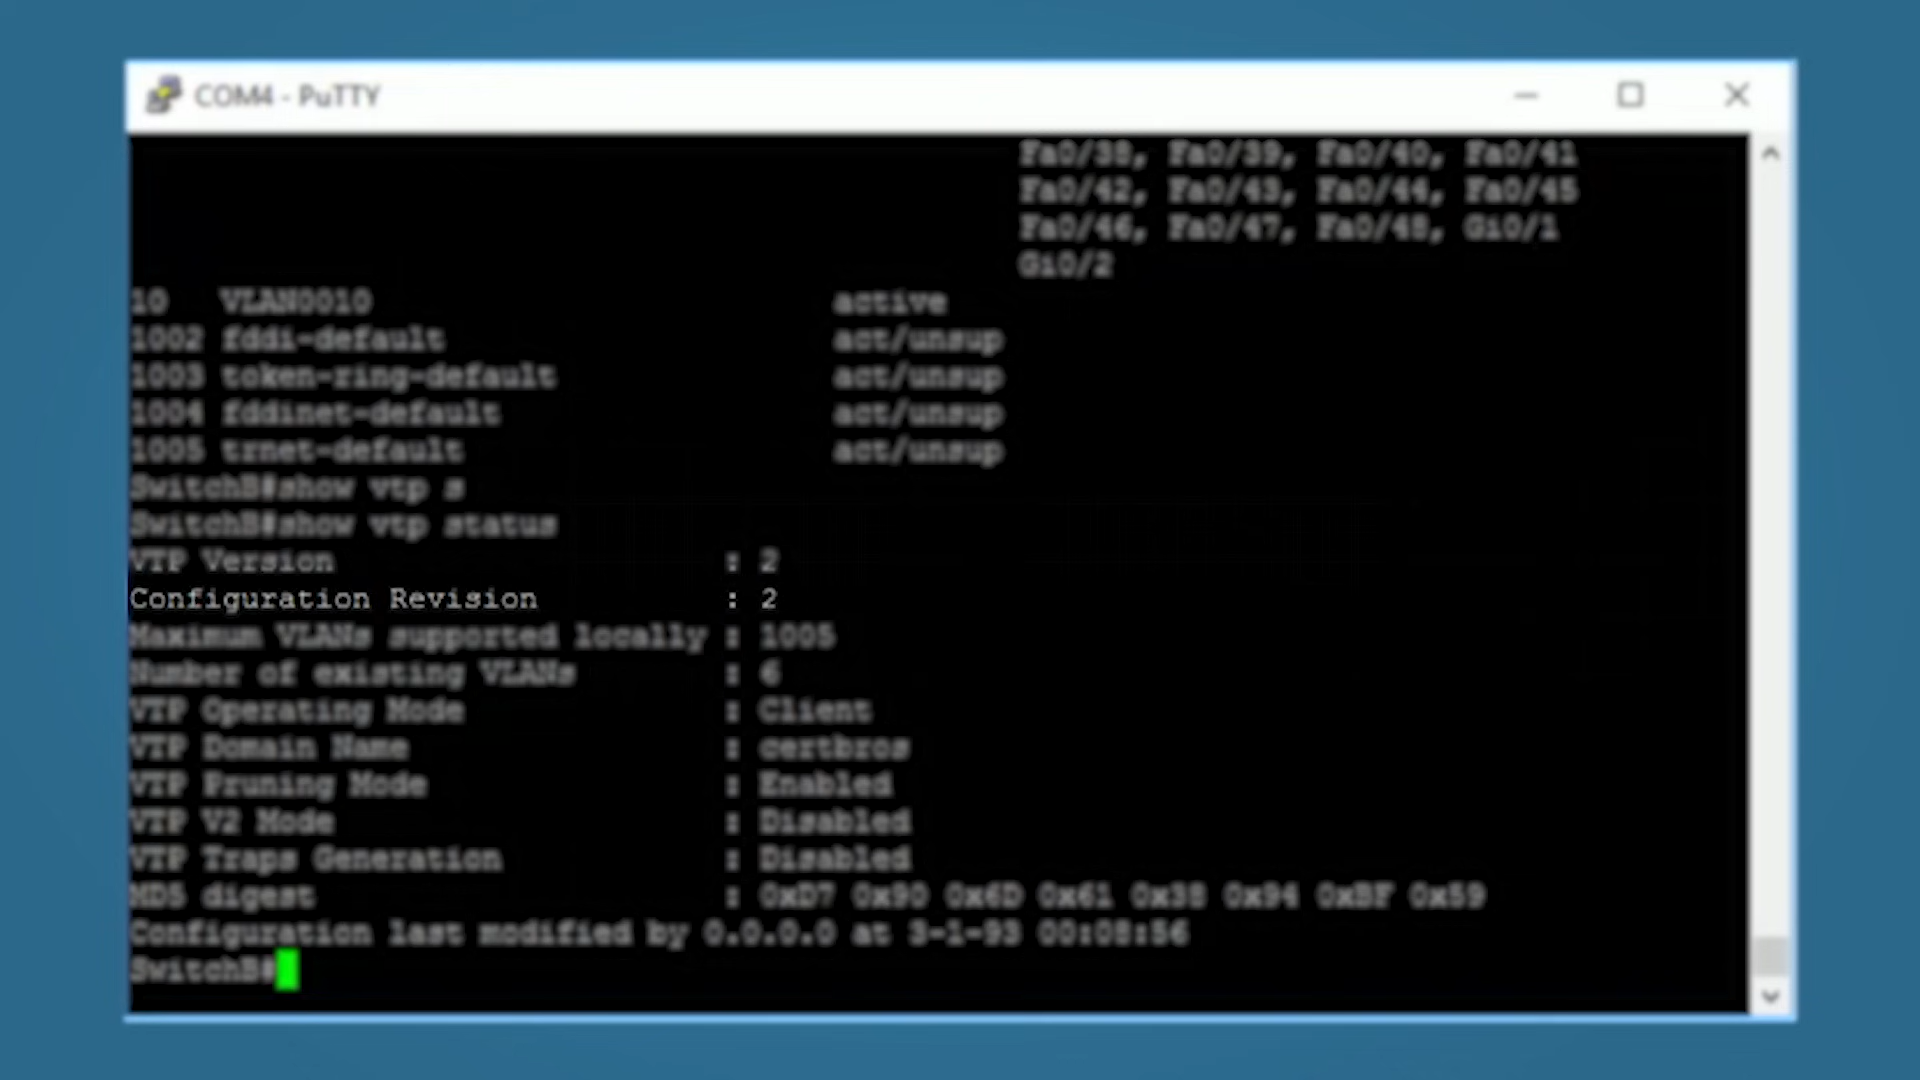 COM4 - PuTTY
Fa0/38, Fa0/39, Fa0/40, Fa0/41
Fa0/42, Fa0/43, Fa0/44, Fa0/45
Fa0/46, Fa0/47, Fa0/48, Gi0/1
Gi0/2
10 VLAN0010 active
1002 fddi-default act/unsup
1003 token-ring-default act/unsup
1004 fddinet-default act/unsup
1005 trnet-default act/unsup
SwitchB#show vtp s
SwitchB#show vtp status
VTP Version : 2
Configuration Revision : 2
Maximum VLANs supported locally : 1005
Number of existing VLANs : 6
VTP Operating Mode : Client
VTP Domain Name : certbros
VTP Pruning Mode : Enabled
VTP V2 Mode : Disabled
VTP Traps Generation : Disabled
MD5 digest : 0xD7 0x90 0x6D 0x61 0x38 0x94 0xBF 0x59
Configuration last modified by 0.0.0.0 at 3-1-93 00:08:56
SwitchB#